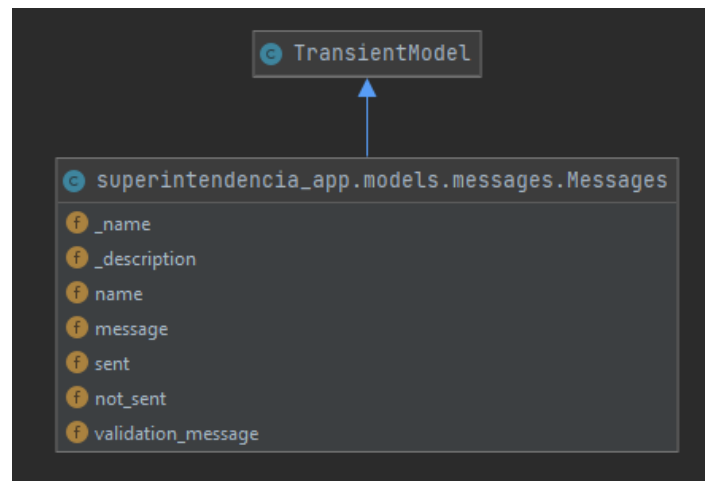 C TransientModel
C superintendencia_app.models.messages.Messages
f _name
f _description
f name
f message
f sent
f not_sent
f validation_message